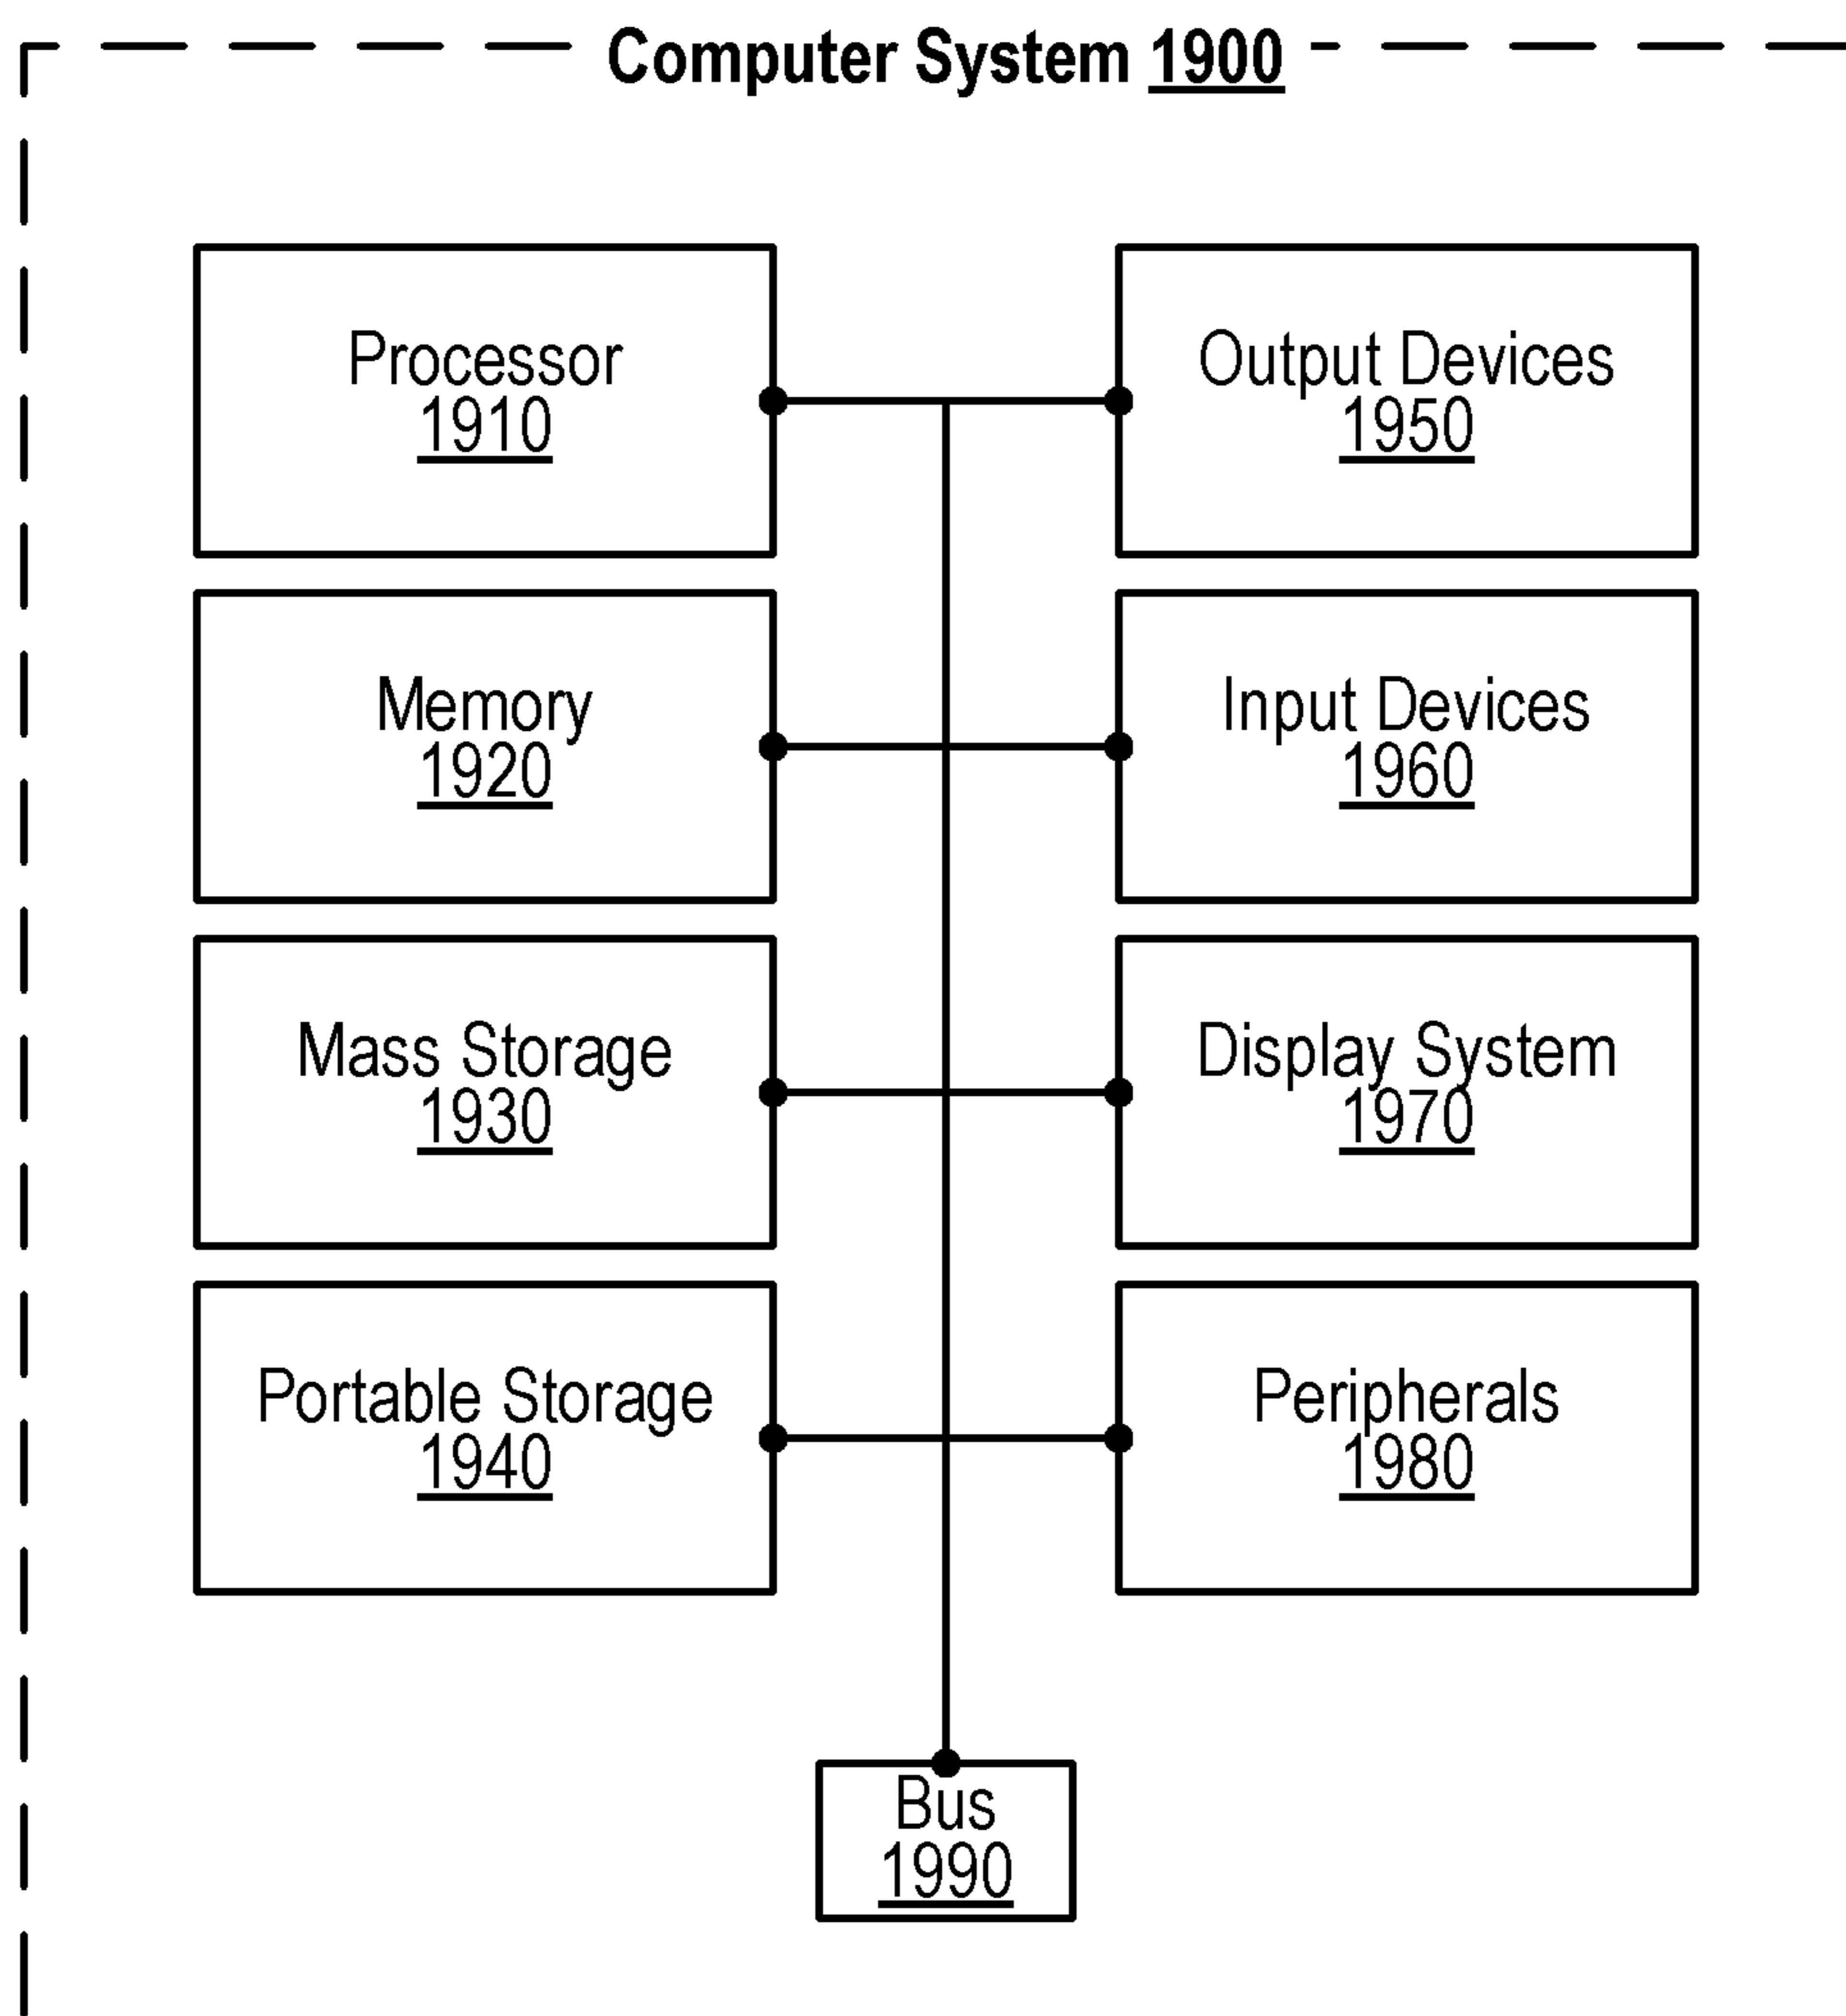 Computer System 1900
Processor
1910
Output Devices
1950
Memory
1920
Input Devices
1960
Mass Storage
1930
Display System
1970
Portable Storage
1940
Peripherals
1980
Bus
1990